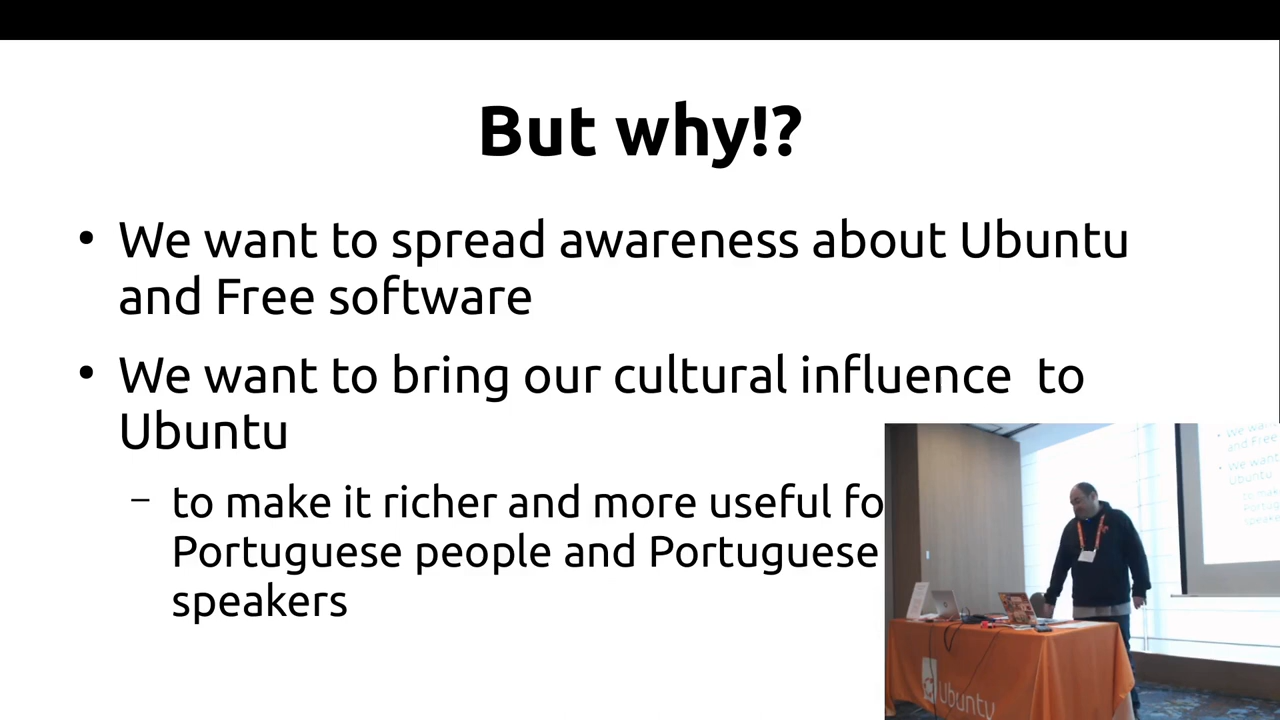 But why!?
• We want to spread awareness about Ubuntu
and Free software
• We want to bring our cultural influence  to
Ubuntu
– to make it richer and more useful fo
Portuguese people and Portuguese
speakers
Ubuntu